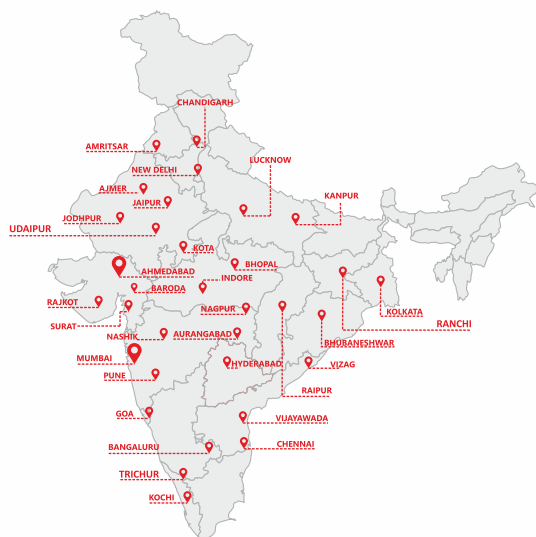 CHANDIGARH
AMRITSAR
LUCKNOW
NEW DELHI
AJMER
KANPUR
JAIPUR
JODHPUR
UDAIPUR
KOTA
BHOPAL
AHMEDABAD
INDORE
BARODA
RAJKOT
NAGPUR
KOLKATA
SURAT
RANCHI
NASHIK
AURANGABAD
BHUBANESHWAR
MUMBAI
HYDERABAD
VIZAG
PUNE
RAIPUR
GOA
VIJAYAWADA
BANGALURU
CHENNAI
TRICHUR
KOCHI